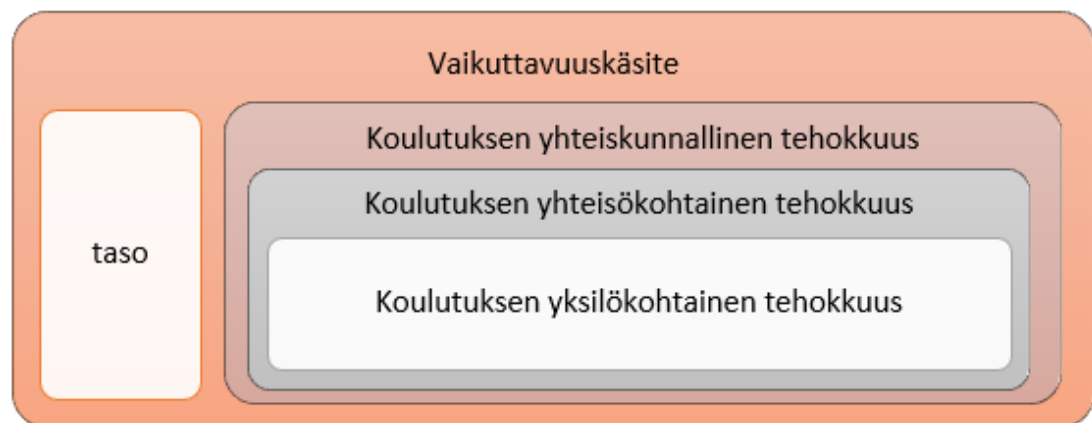 Vaikuttavuuskäsite
taso
Koulutuksen yhteiskunnallinen tehokkuus
Koulutuksen yhteisökohtainen tehokkuus
Koulutuksen yksilökohtainen tehokkuus